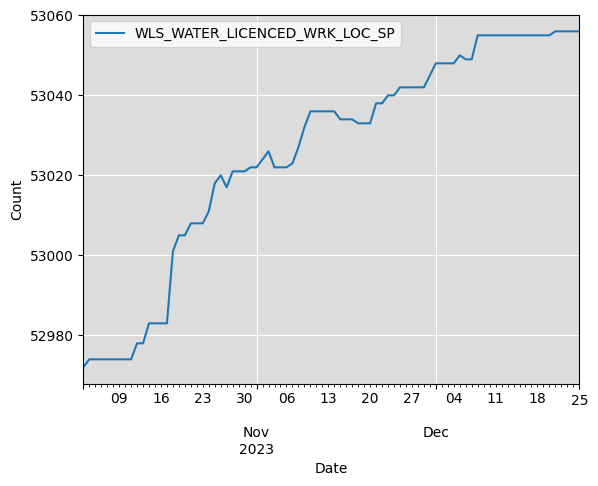 WLS_WATER_LICENCED_WRK_LOC_SP
53060
53040
53020
53000
52980
Count
09 16 23 30 06 13 20 27 04 11 18 25
Nov Dec
2023
Date